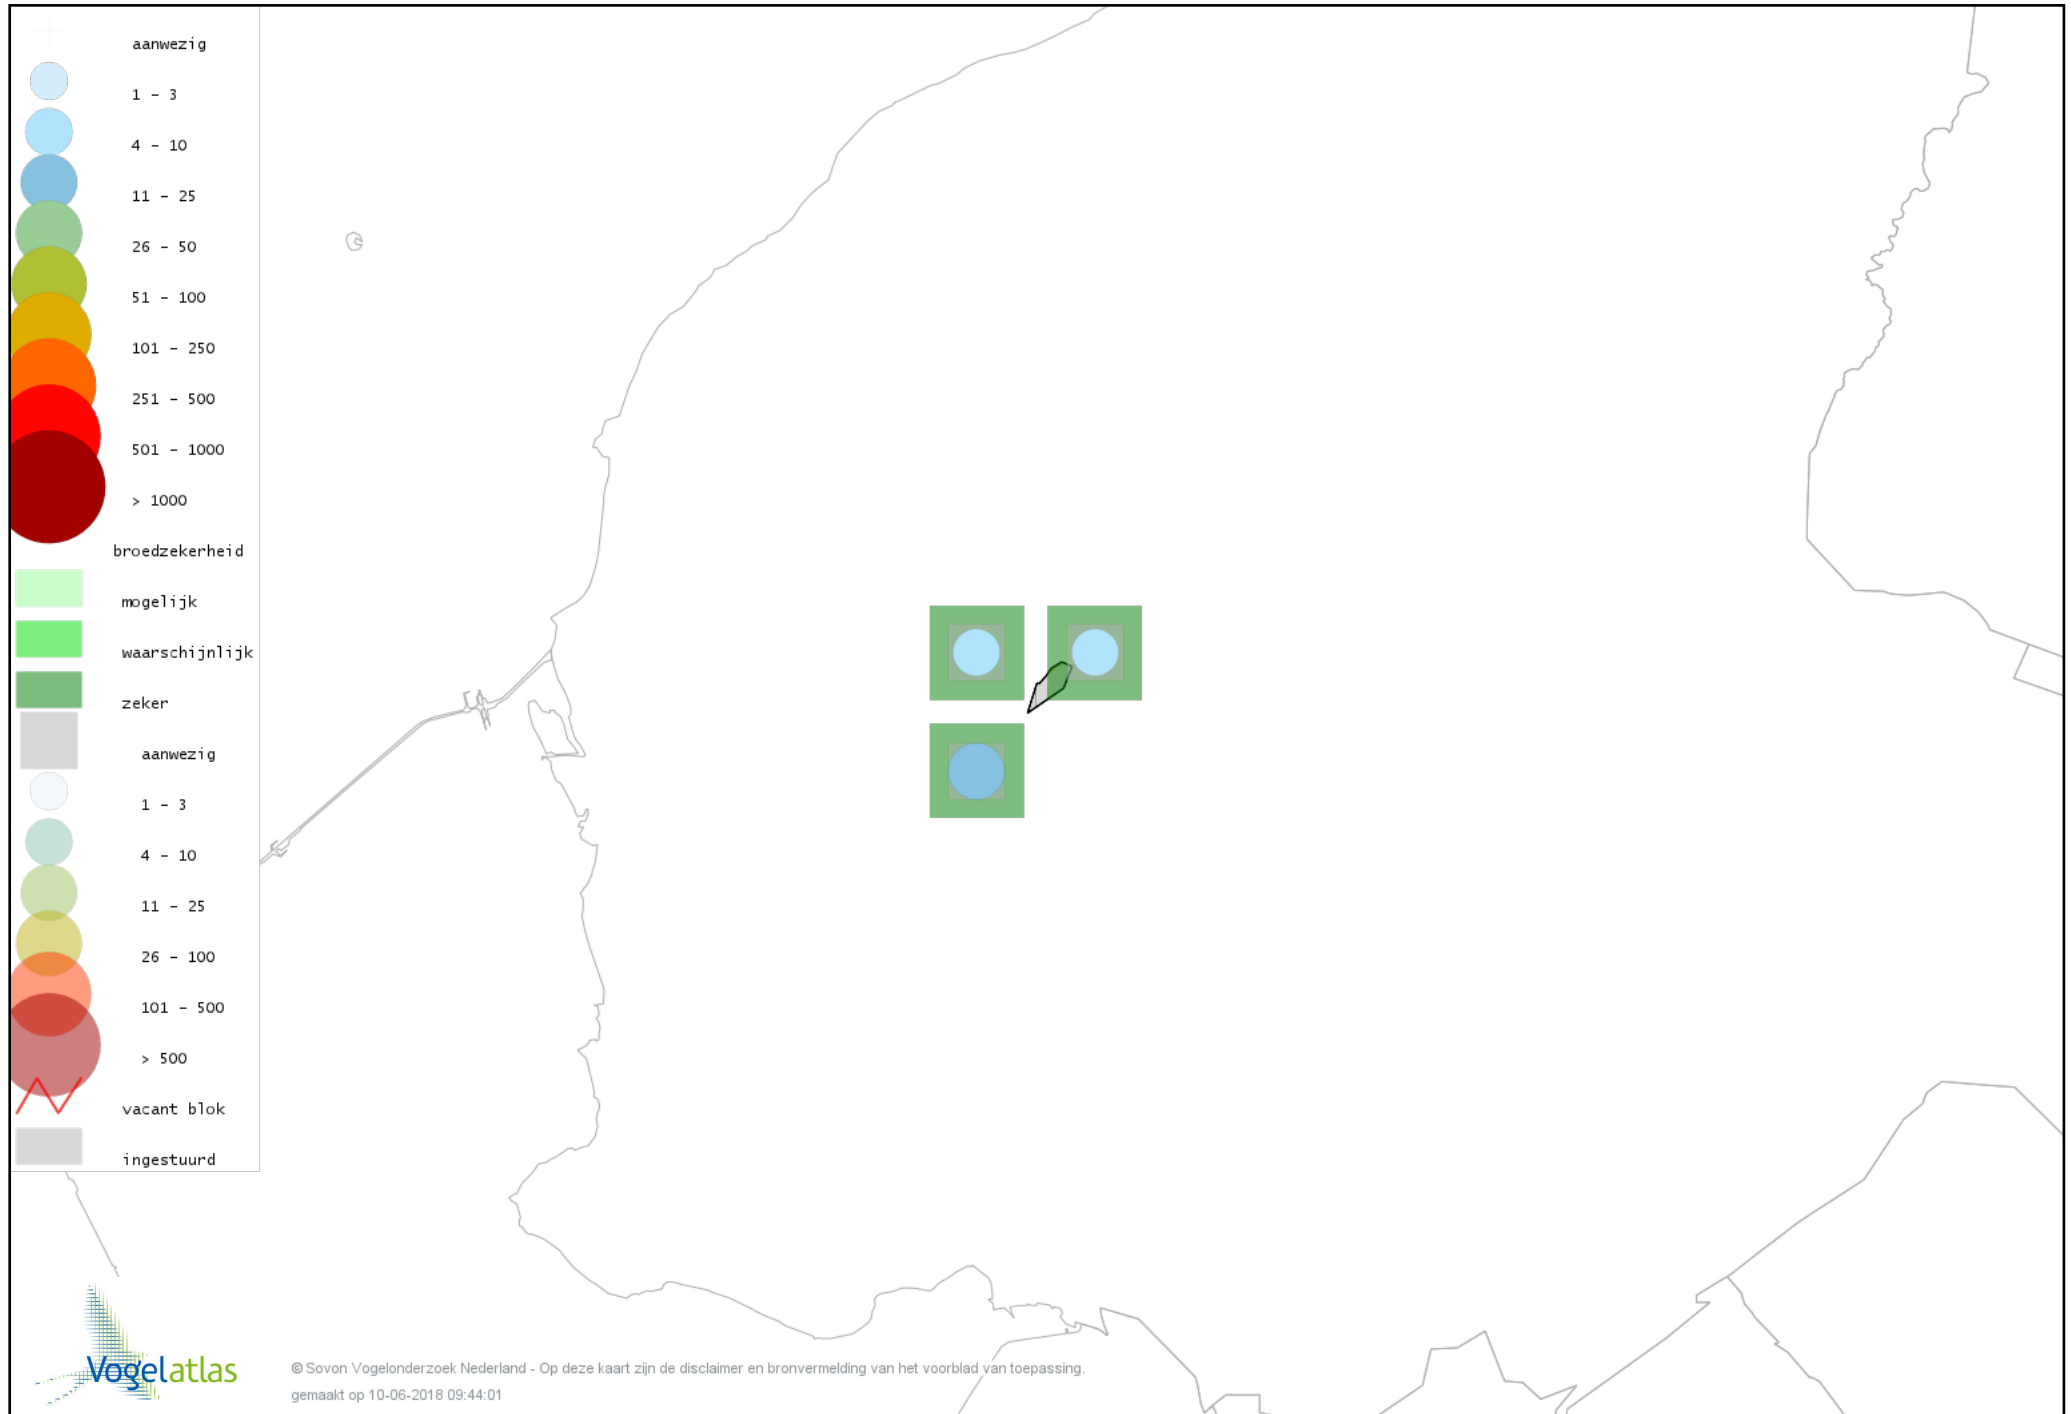 aanwezig
1 - 3
4 - 10
11 - 25
26 - 50
51 - 100
101 - 250
251 - 500
501 - 1000
> 1000
broedzekerheid
mogelijk
waarschijnlijk
zeker
aanwezig
1 - 3
4 - 10
11 - 25
26 - 100
101 - 500
> 500
vacant blok
ingestuurd
Vogelatlas
© Sovon Vogelonderzoek Nederland - Op deze kaart zijn de disclaimer en bronvermelding van het voorblad van toepassing.
gemaakt op 10-06-2018 09:44:01